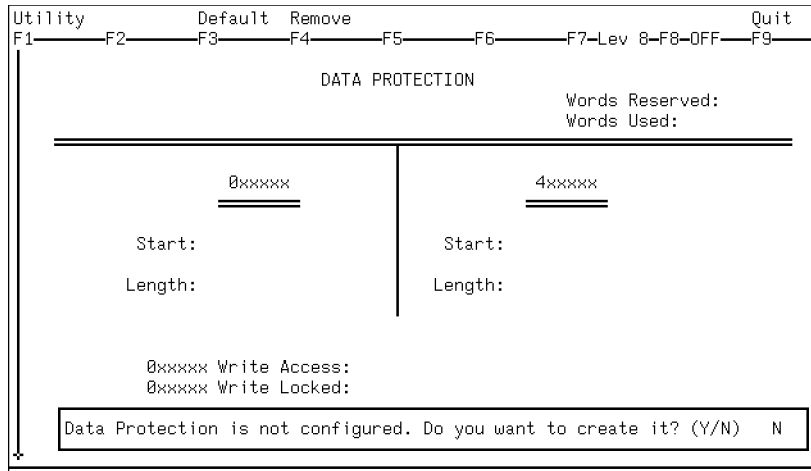 Utility Default Remove Quit
F1 F2 F3 F4 F5 F6 F7-Lev 8-F8-OFF F9
DATA PROTECTION
Words Reserved:
Words Used:
0xxxxx 4xxxxx
Start: Start:
Length: Length:
0xxxxx Write Access:
0xxxxx Write Locked:
Data Protection is not configured. Do you want to create it? (Y/N) N